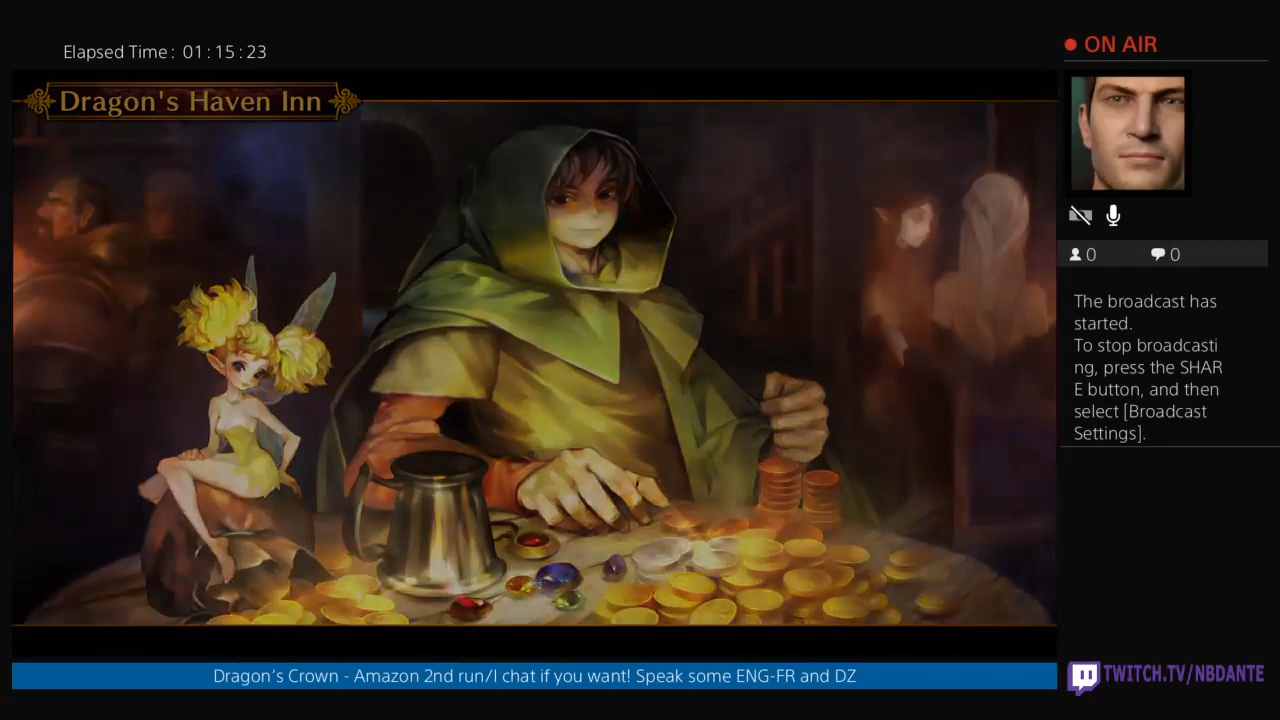 Elapsed Time: 01:15:23
ON AIR
Dragon's Haven Inn
0 0
The broadcast has
started.
To stop broadcasti
ng, press the SHAR
E button, and then
select [Broadcast
Settings].
Dragon's Crown - Amazon 2nd run/I chat if you want! Speak some ENG-FR and DZ
TWITCH.TV/NBDANTE